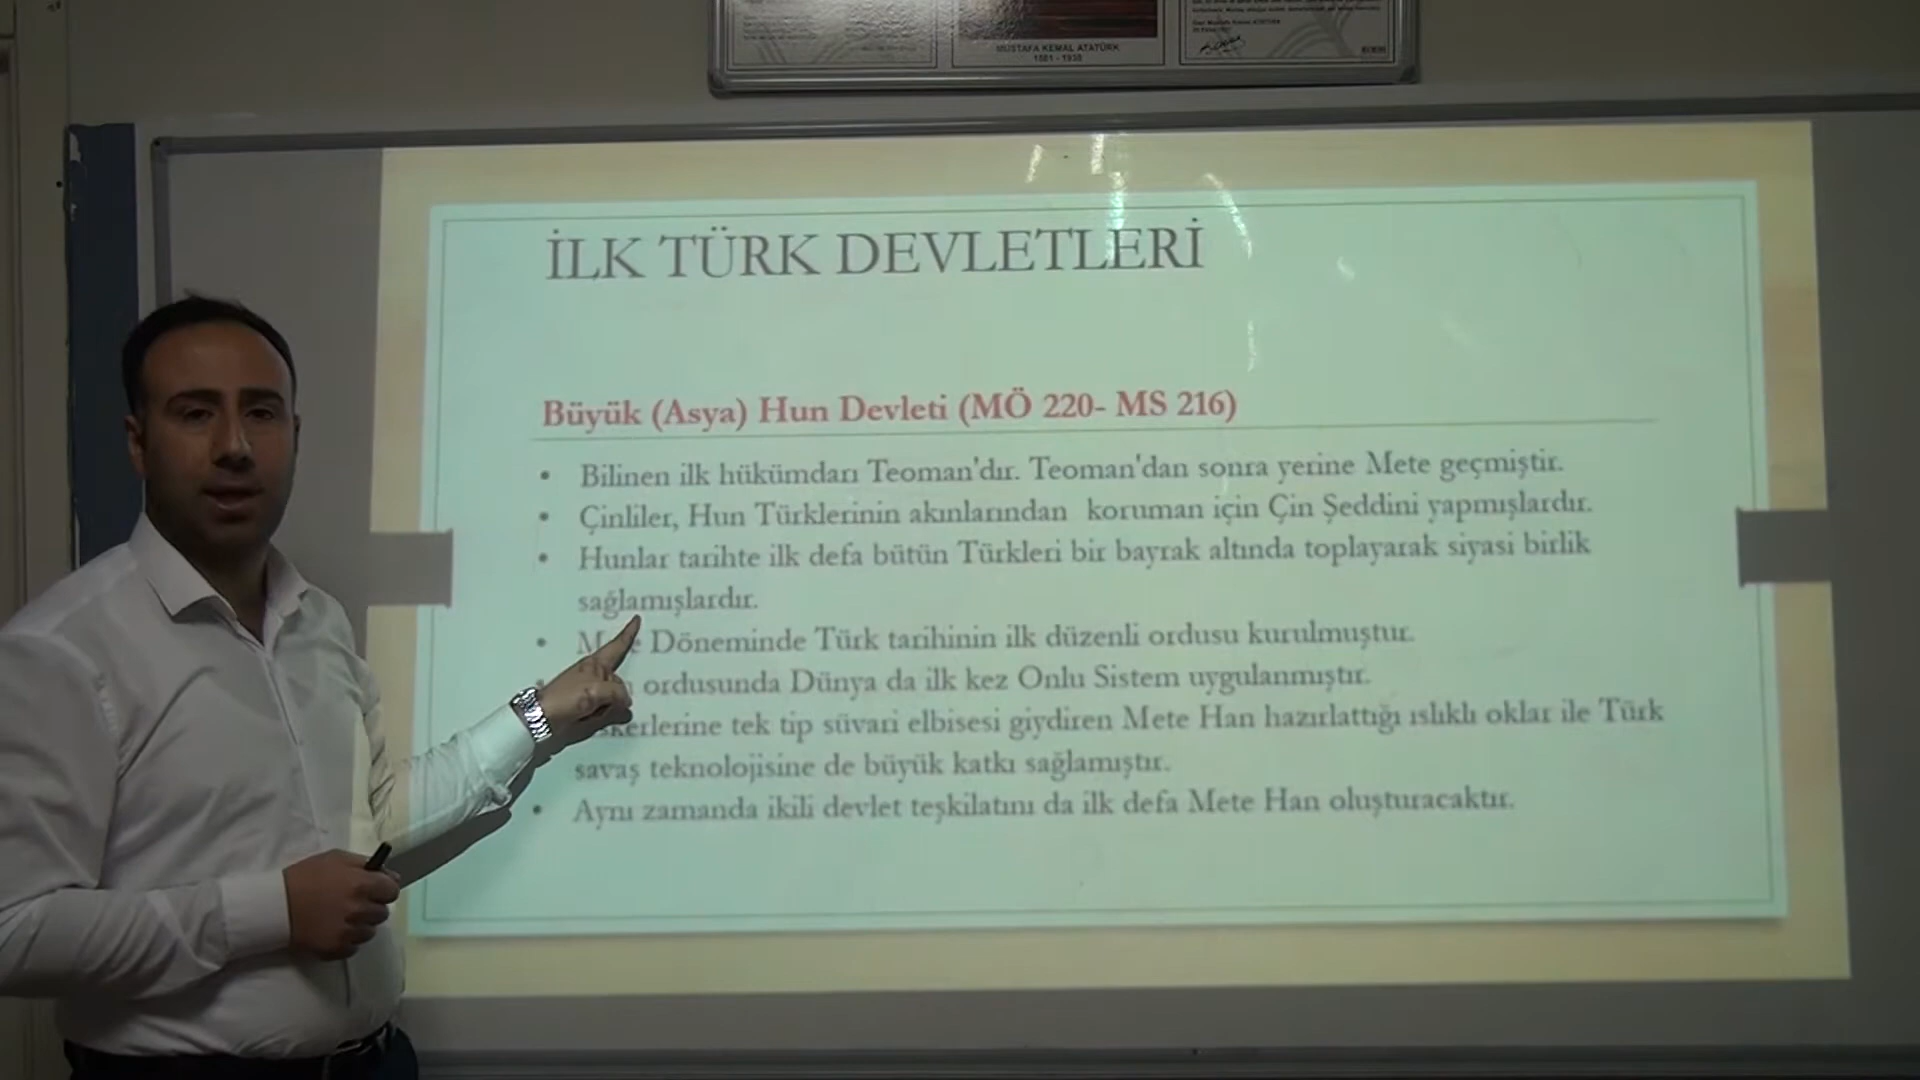 MUSTAFA KEMAL ATATÜRK
1881 - 1938
İLK TÜRK DEVLETLERİ
Büyük (Asya) Hun Devleti (MÖ 220- MS 216)
• Bilinen ilk hükümdarı Teoman'dır. Teoman'dan sonra yerine Mete geçmiştir.
• Çinliler, Hun Türklerinin akınlarından koruman için Çin Şeddini yapmışlardır.
• Hunlar tarihte ilk defa bütün Türkleri bir bayrak altında toplayarak siyasi birlik
sağlamışlardır.
• Döneminde Türk tarihinin ilk düzenli ordusu kurulmuştur.
ordusunda Dünya da ilk kez Onlu Sistem uygulanmıştır.
tek tip süvari elbisesi giydiren Mete Han hazırlattığı ıslıklı oklar ile Türk
savaş teknolojisine de büyük katkı sağlamıştır.
• Aynı zamanda ikili devlet teşkilatını da ilk defa Mete Han oluşturacaktır.